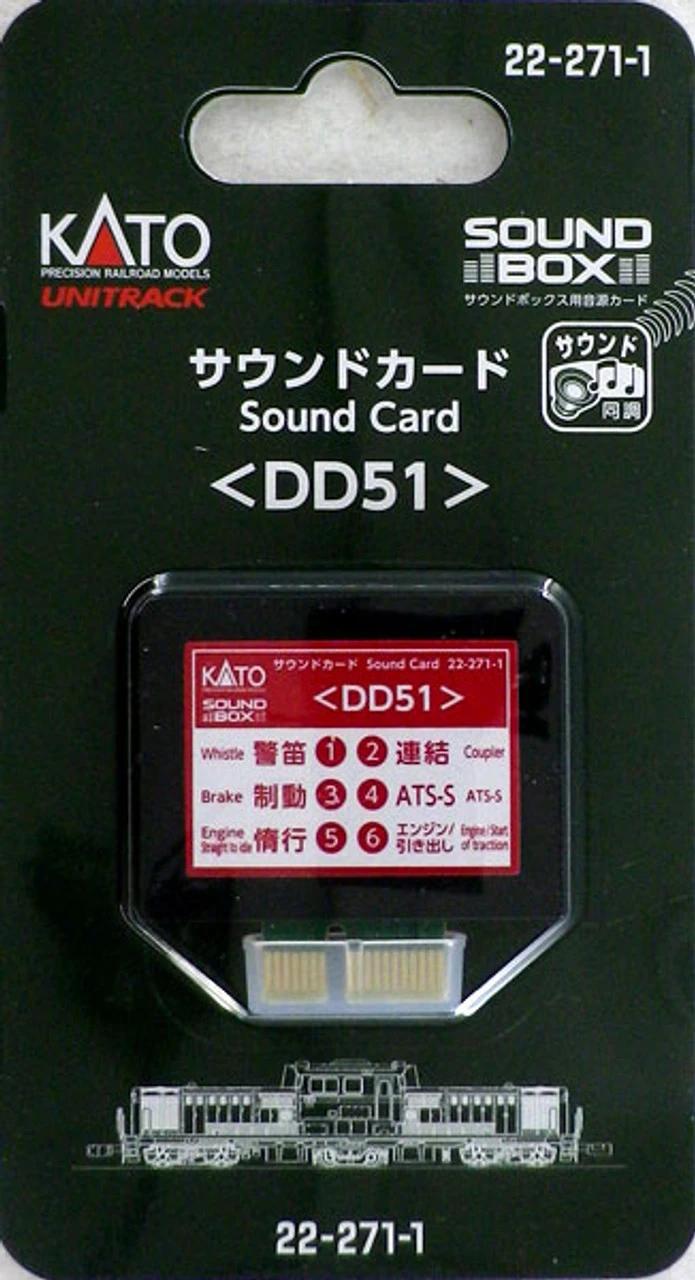 22-271-1
KATO
PRECISION RAILROAD MODELS
UNITRACK
SOUND
BOX
サウンドボックス用音源カード
サウンド
同調
サウンドカード
Sound Card
<DD51>
KATO
サウンドカード Sound Card 22-271-1
SOUND
BOX
<DD51>
Whistle 警笛 1 2 連結 Coupler
Brake 制動 3 4 ATS-S ATS-S
Engine
Straight to idle
惰行 5 6
エンジン/
引き出し
Engine/Start
of traction
22-271-1